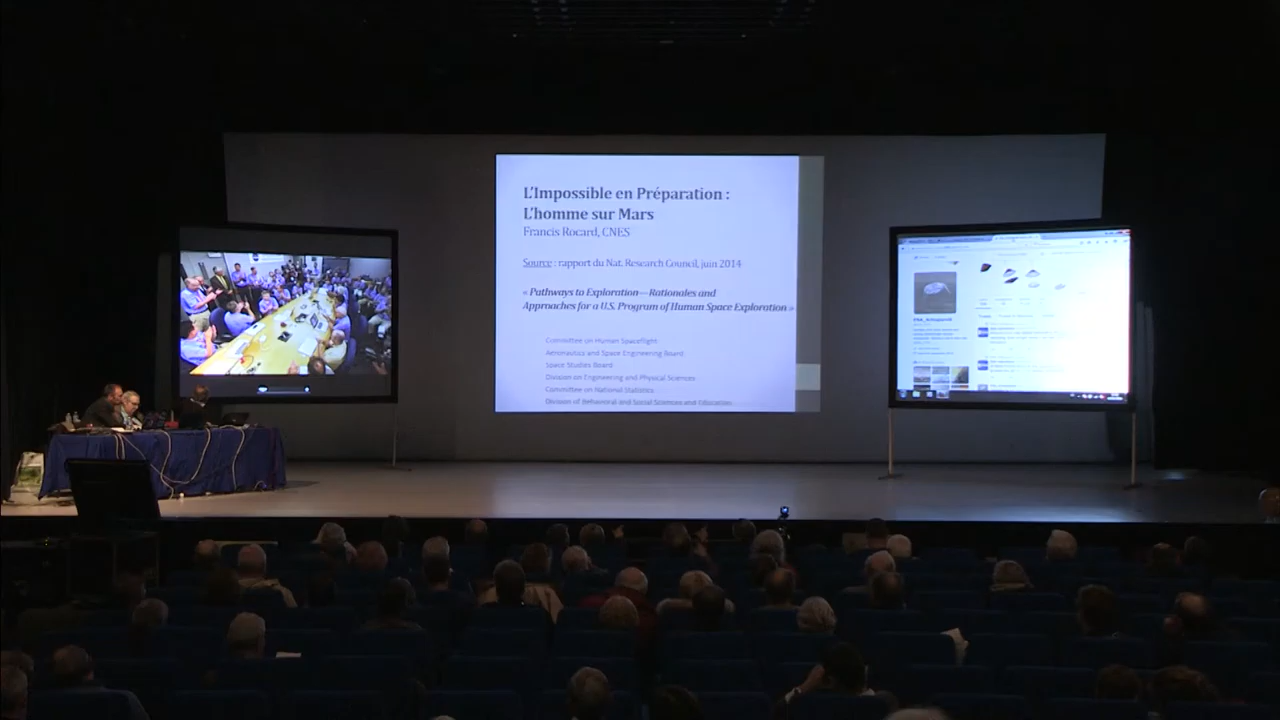 L'Impossible en Préparation :
L'homme sur Mars
Francis Rocard, CNES
Source : rapport du Nat. Research Council, juin 2014
« Pathways to Exploration—Rationales and
Approaches for a U.S. Program of Human Space Exploration »
Committee on Human Spaceflight
Aeronautics and Space Engineering Board
Space Studies Board
Division on Engineering and Physical Sciences
Committee on National Statistics
Division of Behavioral and Social Sciences and Education